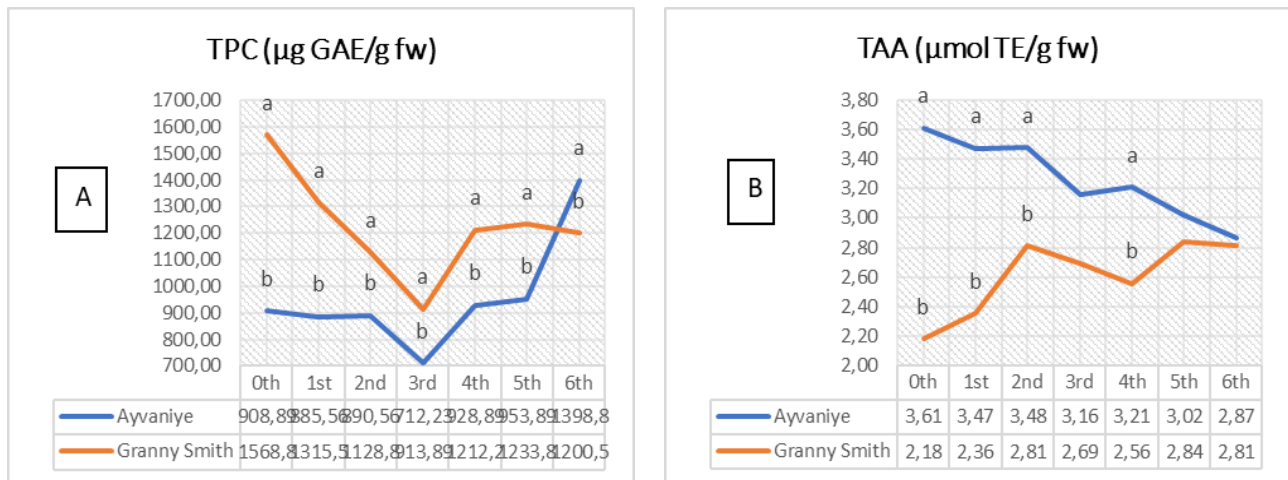 TPC (µg GAE/g fw)
A
1700,00
1600,00
1500,00
1400,00
1300,00
1200,00
1100,00
1000,00
900,00
800,00
700,00
a
a
a
a
a
a
a
b
b
b
b
b
b
b
0th 1st 2nd 3rd 4th 5th 6th
Ayvaniye 908,89 885,56 890,56 712,23 928,89 953,89 1398,8
Granny Smith 1568,8 1315,5 1128,8 913,89 1212,2 1233,8 1200,5
TAA (µmol TE/g fw)
B
3,80
3,60
3,40
3,20
3,00
2,80
2,60
2,40
2,20
2,00
a
a
a
a
b
b
b
b
0th 1st 2nd 3rd 4th 5th 6th
Ayvaniye 3,61 3,47 3,48 3,16 3,21 3,02 2,87
Granny Smith 2,18 2,36 2,81 2,69 2,56 2,84 2,81